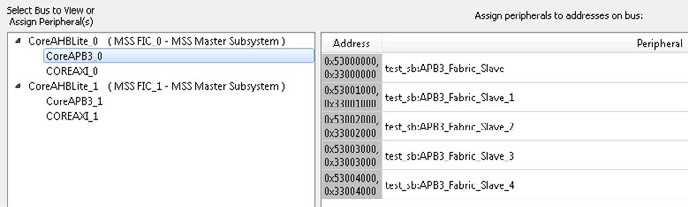 Select Bus to View or
Assign Peripheral(s)
Assign peripherals to addresses on bus:
CoreAHBLite_0 ( MSS FIC_0 - MSS Master Subsystem )
CoreAPB3_0
COREAXI_0
CoreAHBLite_1 ( MSS FIC_1 - MSS Master Subsystem )
CoreAPB3_1
COREAXI_1
Address Peripheral
0x53000000,
0x33000000 test_sb:APB3_Fabric_Slave
0x53001000,
0x33001000 test_sb:APB3_Fabric_Slave_1
0x53002000,
0x33002000 test_sb:APB3_Fabric_Slave_2
0x53003000,
0x33003000 test_sb:APB3_Fabric_Slave_3
0x53004000,
0x33004000 test_sb:APB3_Fabric_Slave_4